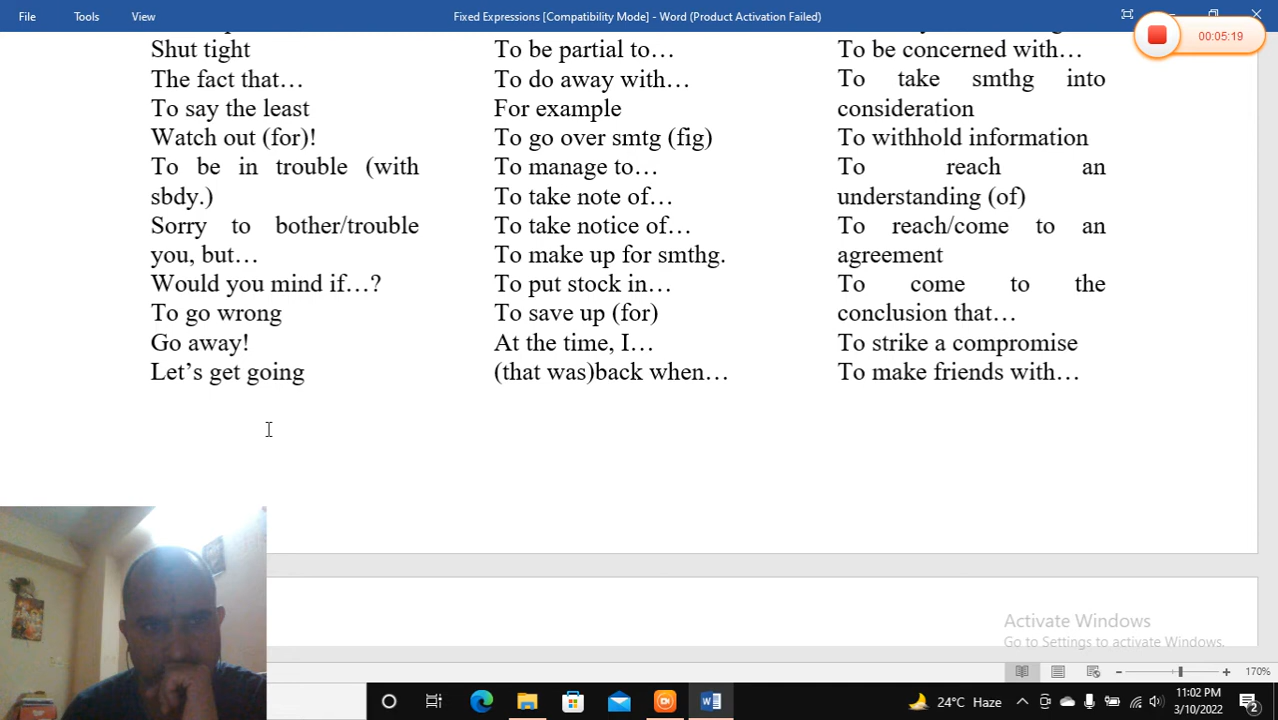 File Tools View Fixed Expressions [Compatibility Mode] - Word (Product Activation Failed)
00:05:19
Shut tight
The fact that…
To say the least
Watch out (for)!
To be in trouble (with
sbdy.)
Sorry to bother/trouble
you, but…
Would you mind if…?
To go wrong
Go away!
Let’s get going
To be partial to…
To do away with…
For example
To go over smtg (fig)
To manage to…
To take note of…
To take notice of…
To make up for smthg.
To put stock in…
To save up (for)
At the time, I…
(that was)back when…
To be concerned with…
To take smthg into
consideration
To withhold information
To reach an
understanding (of)
To reach/come to an
agreement
To come to the
conclusion that…
To strike a compromise
To make friends with…
Activate Windows
Go to Settings to activate Windows.
170%
24°C Haze
11:02 PM
3/10/2022
2